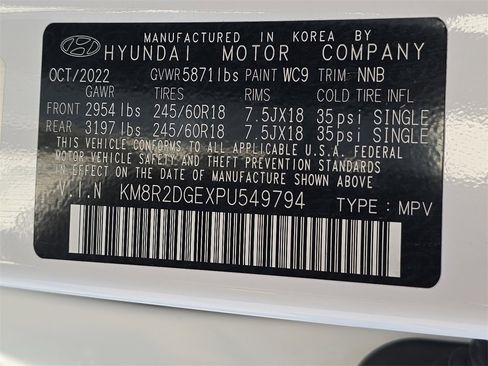 MANUFACTURED IN KOREA BY
HYUNDAI MOTOR COMPANY
OCT/2022 GVWR 5871lbs PAINT WC9 TRIM: NNB
GAWR TIRES RIMS COLD TIRE INFL
FRONT 2954lbs 245/60R18 7.5JX18 35psi SINGLE
REAR 3197lbs 245/60R18 7.5JX18 35psi SINGLE
THIS VEHICLE CONFORMS TO ALL APPLICABLE U.S.A. FEDERAL
MOTOR VEHICLE SAFETY AND THEFT PREVENTION STANDARDS
IN EFFECT ON THE DATE OF MANUFACTURE SHOWN ABOVE.
V.I.N KM8R2DGEXPU549794 TYPE : MPV